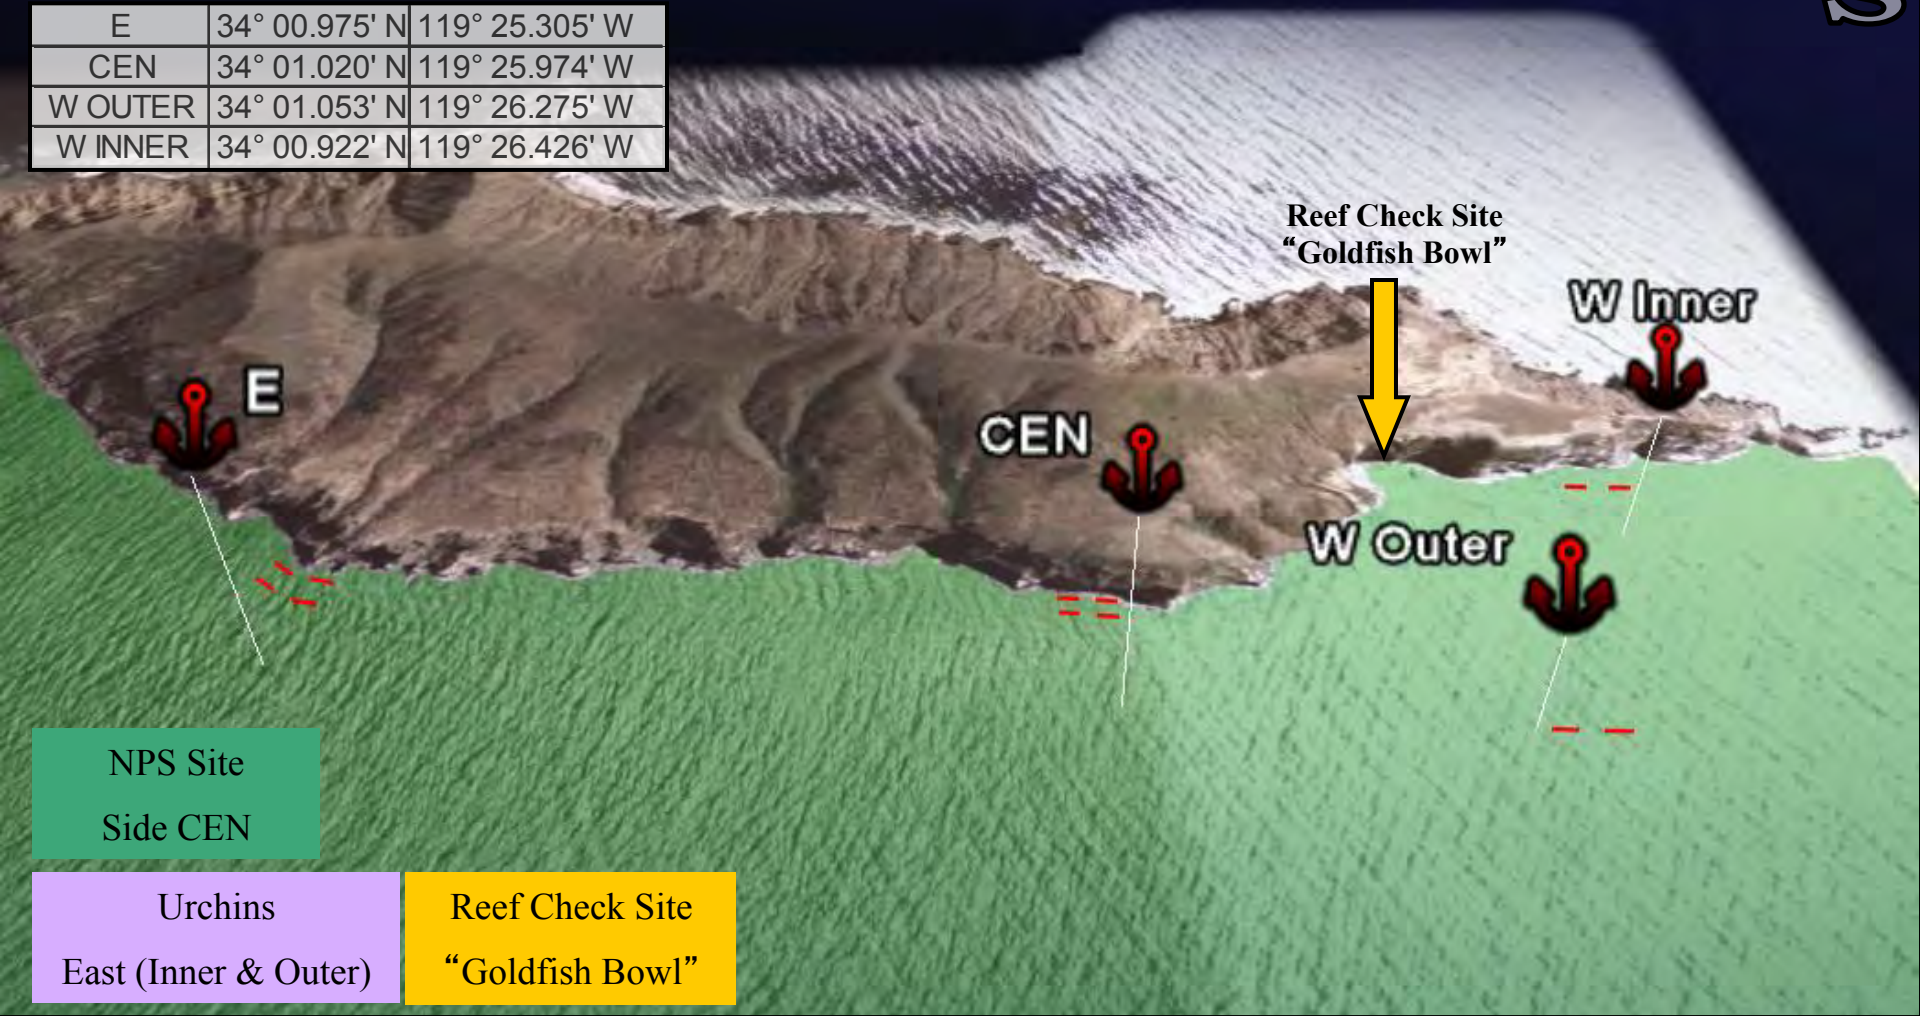 E 34° 00.975' N 119° 25.305' W
CEN 34° 01.020' N 119° 25.974' W
W OUTER 34° 01.053' N 119° 26.275' W
W INNER 34° 00.922' N 119° 26.426' W
Reef Check Site
“Goldfish Bowl”
W Inner
E
CEN
W Outer
NPS Site
Side CEN
Urchins
East (Inner & Outer)
Reef Check Site
“Goldfish Bowl”